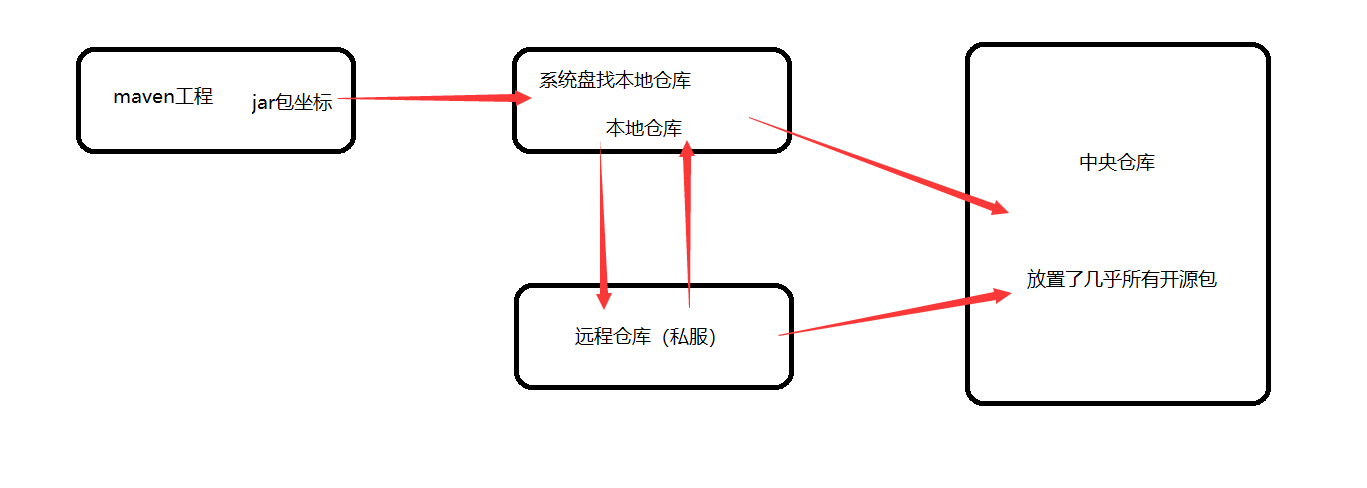 maven工程
jar包坐标
系统盘找本地仓库
本地仓库
远程仓库（私服）
中央仓库
放置了几乎所有开源包